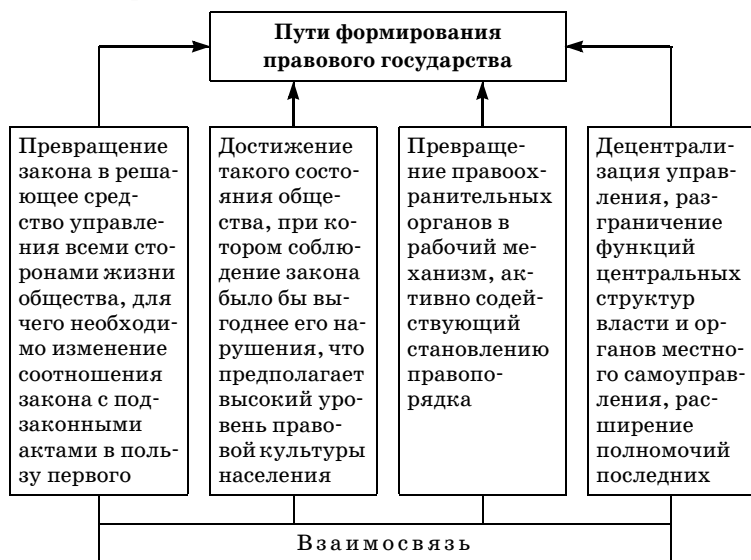 Пути формирования
правового государства
Превращение
закона в реша-
ющее сред-
ство управле-
ния всеми сто-
ронами жизни
общества, для
чего необходи-
мо изменение
соотношения
закона с под-
законными
актами в поль-
зу первого
Достижение
такого состо-
яния обще-
ства, при ко-
тором соблю-
дение закона
было бы вы-
годнее его на-
рушения, что
предполагает
высокий уро-
вень право-
вой культуры
населения
Превраще-
ние правоох-
ранительных
органов в
рабочий ме-
ханизм, ак-
тивно содей-
ствующий
становлению
правопо-
рядка
Децентрали-
зация управ-
ления, раз-
граничение
функций
центральных
структур
власти и ор-
ганов местно-
го самоуправ-
ления, рас-
ширение
полномочий
последних
Взаимосвязь